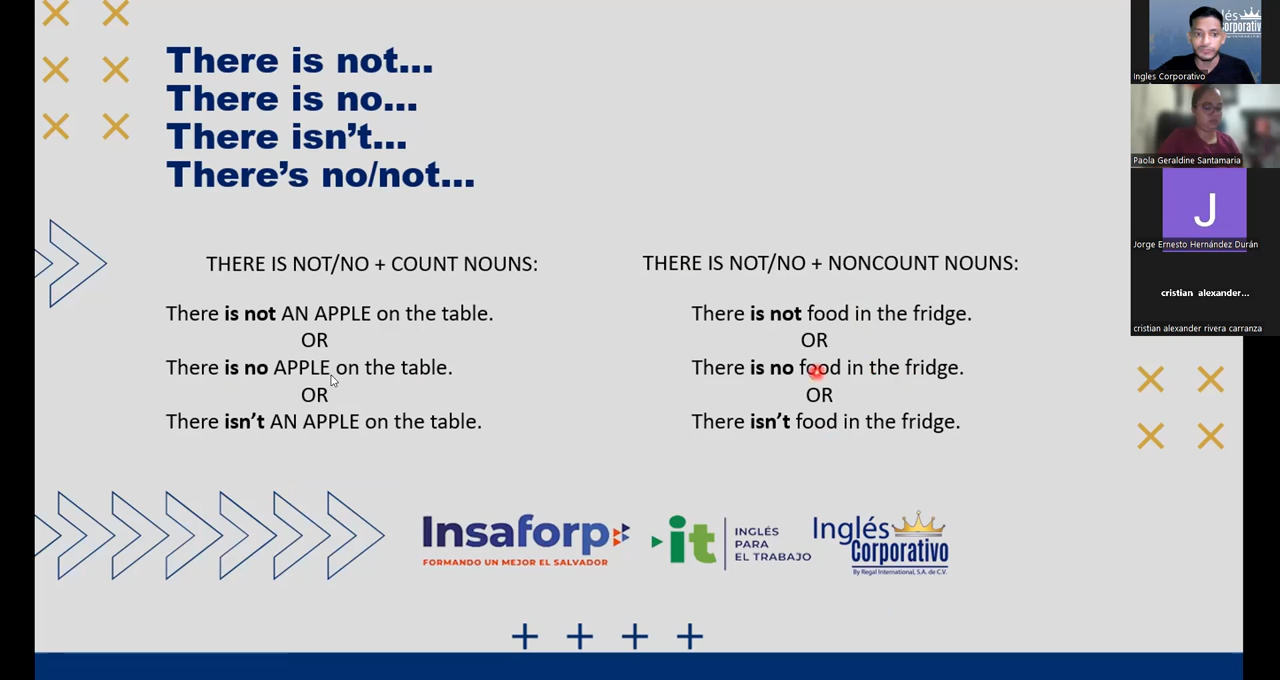 There is not...
There is no...
There isn't...
There's no/not...
THERE IS NOT/NO + COUNT NOUNS:
There is not AN APPLE on the table.
OR
There is no APPLE on the table.
OR
There isn't AN APPLE on the table.
THERE IS NOT/NO + NONCOUNT NOUNS:
There is not food in the fridge.
OR
There is no food in the fridge.
OR
There isn't food in the fridge.
Insaforp
FORMANDO UN MEJOR EL SALVADOR
it
INGLÉS
PARA
EL TRABAJO
Inglés
Corporativo
By Regal International, S.A. de C.V.
Ingles Corporativo
Paola Geraldine Santamaria
J
Jorge Ernesto Hernández Durán
cristian alexander...
cristian alexander rivera carranza